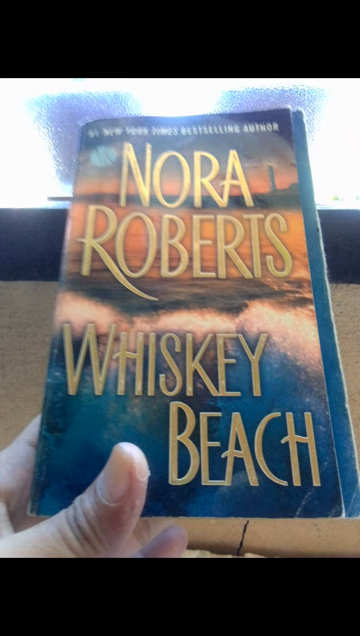 #1 NEW YORK TIMES BESTSELLING AUTHOR
NORA
ROBERTS
WHISKEY
BEACH